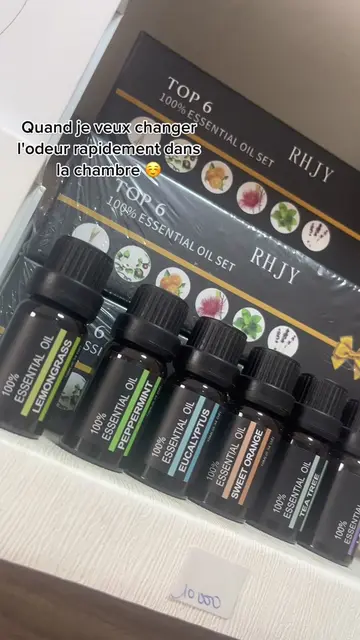 TOP 6
100% ESSENTIAL OIL SET
RHJY
Quand je veux changer
l'odeur rapidement dans
la chambre ☺️
TOP 6
100% ESSENTIAL OIL SET
RHJY
100%
ESSENTIAL OIL
LEMONGRASS
100%
ESSENTIAL OIL
PEPPERMINT
100%
ESSENTIAL OIL
EUCALYPTUS
100%
ESSENTIAL OIL
SWEET ORANGE
100%
ESSENTIAL OIL
TEA TREE
100%
10 000